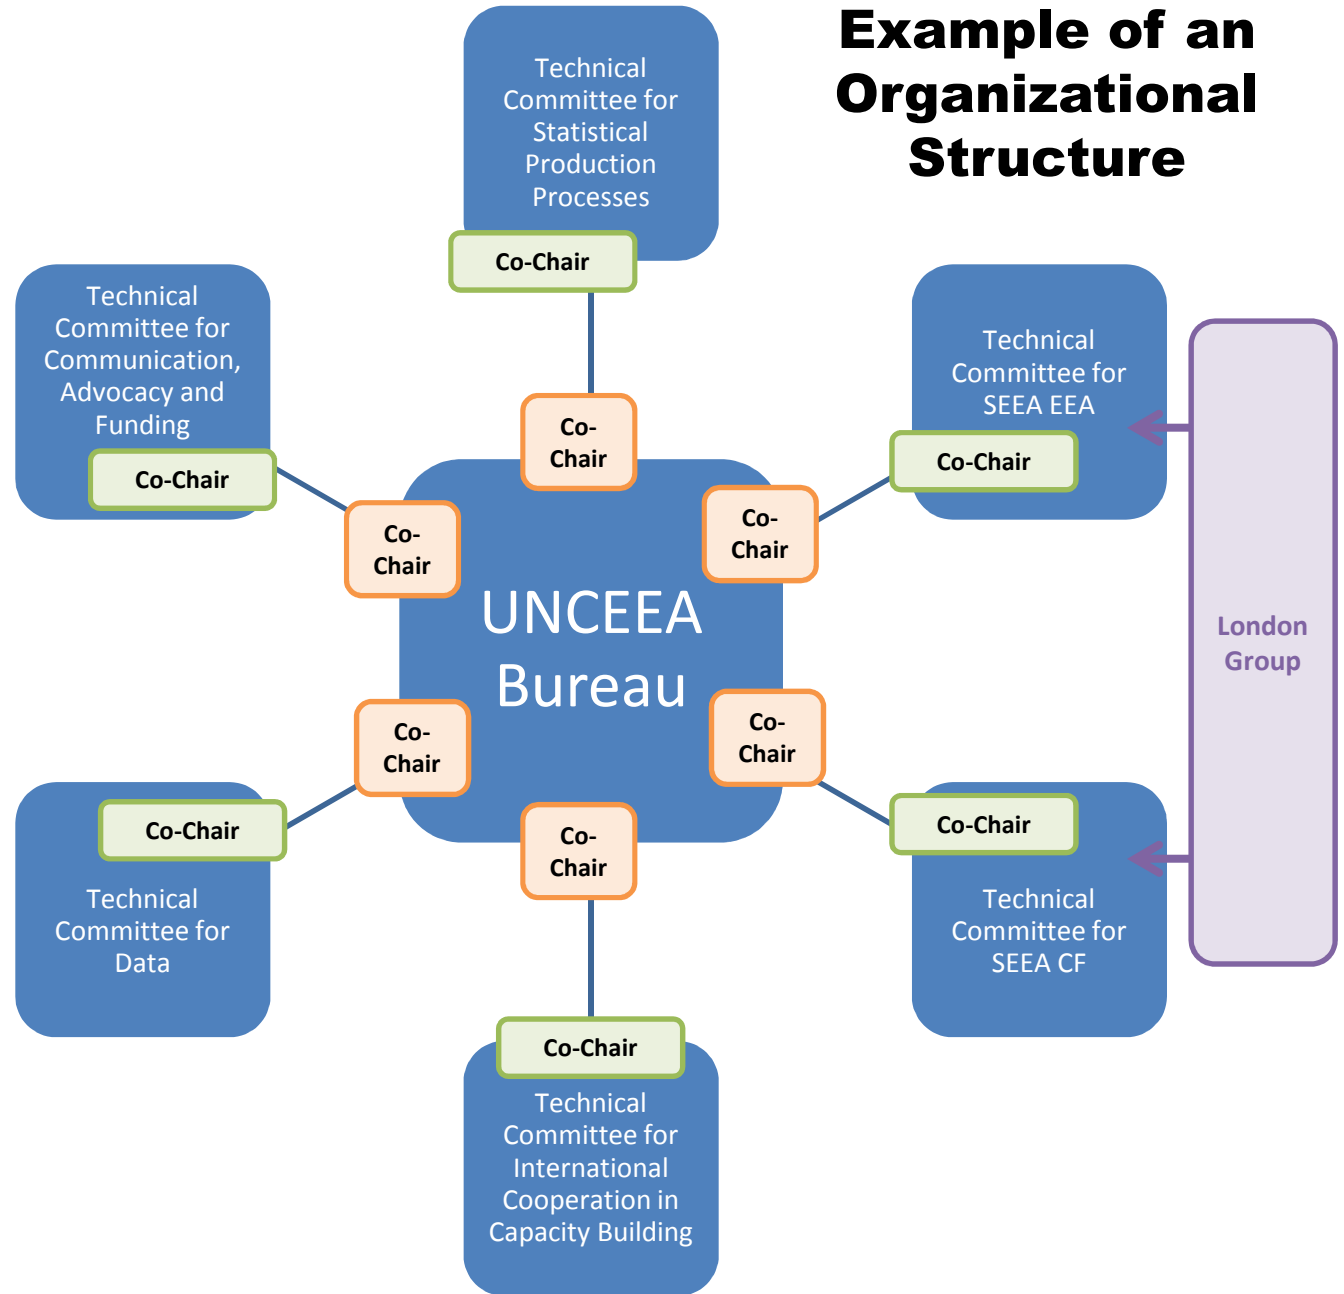 Example of an
Organizational
Structure
Technical
Committee for
Statistical
Production
Processes
Co-Chair
Technical
Committee for
Communication,
Advocacy and
Funding
Co-Chair
Technical
Committee for
SEEA EEA
Co-Chair
Co-
Chair
Co-
Chair
Co-
Chair
UNCEEA
Bureau
London
Group
Co-
Chair
Co-
Chair
Co-
Chair
Co-Chair
Technical
Committee for
Data
Co-Chair
Technical
Committee for
SEEA CF
Co-Chair
Technical
Committee for
International
Cooperation in
Capacity Building